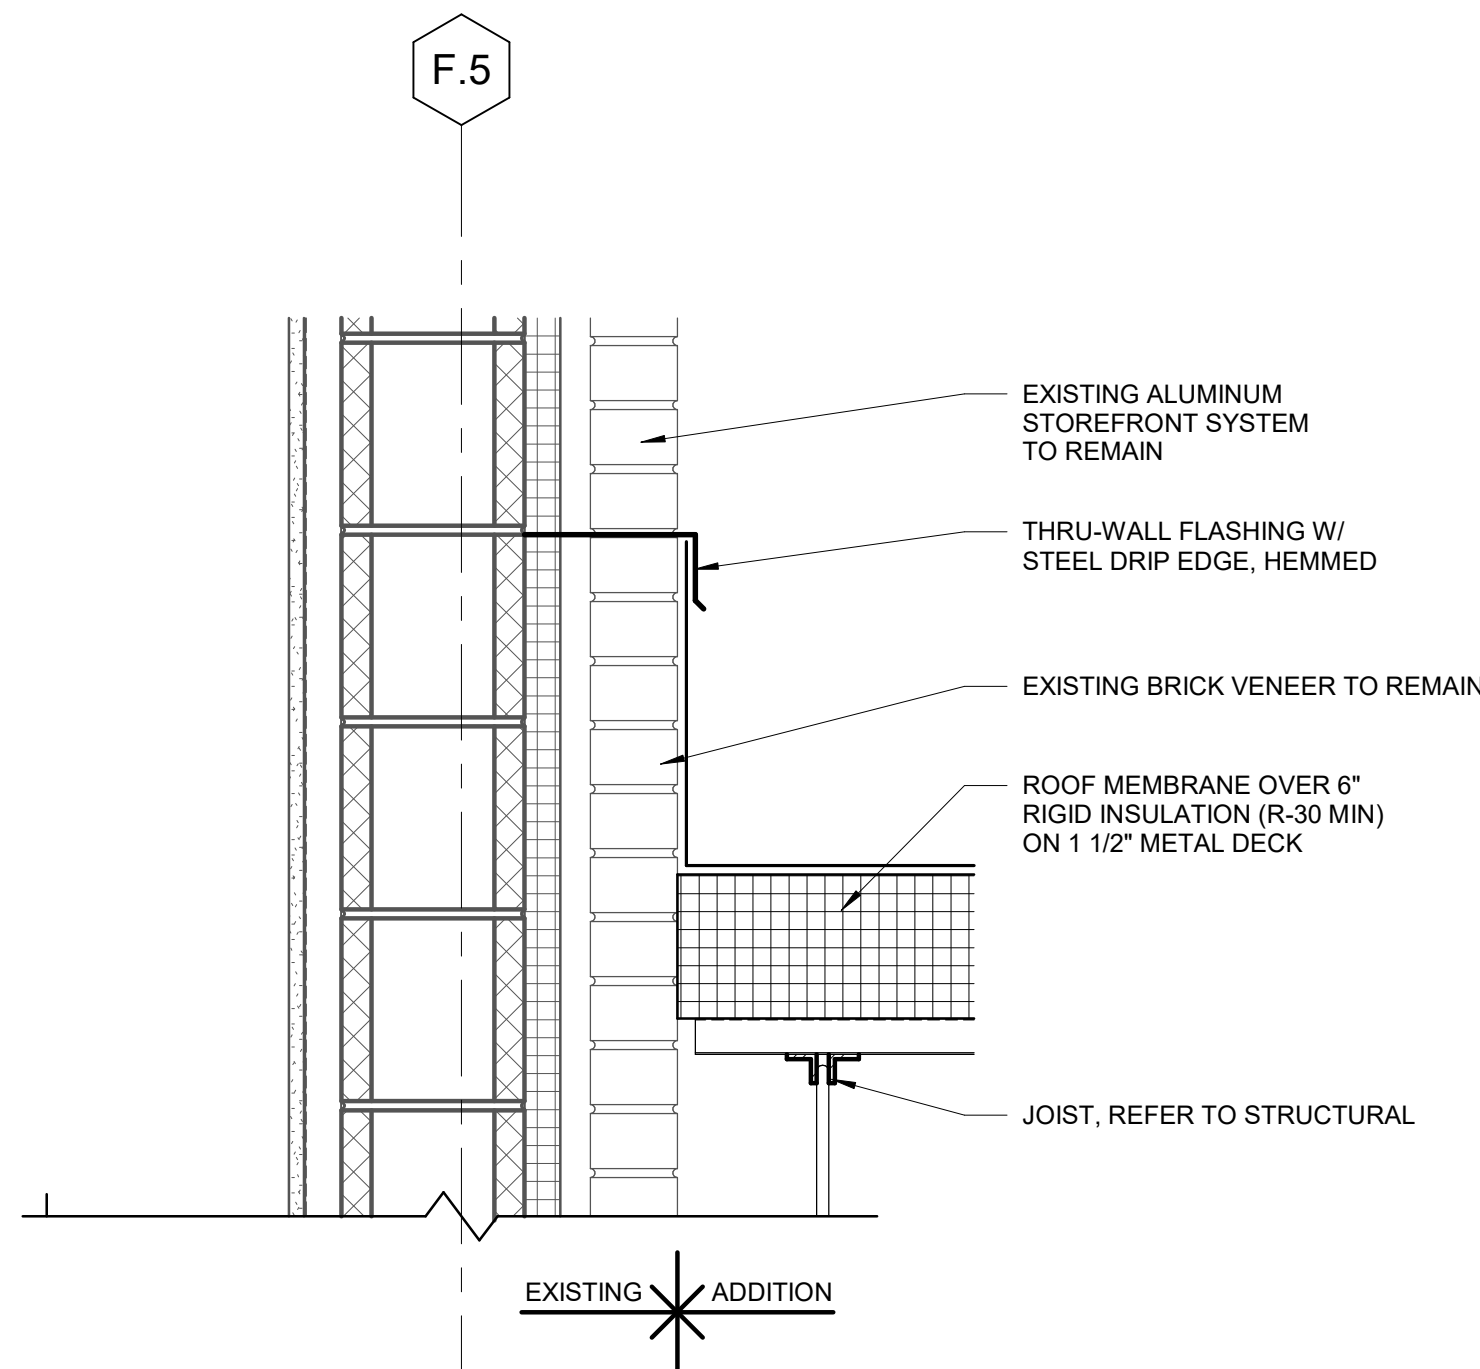 F.5
EXISTING ALUMINUM
STOREFRONT SYSTEM
TO REMAIN
THRU-WALL FLASHING W/
STEEL DRIP EDGE, HEMMED
EXISTING BRICK VENEER TO REMAIN
ROOF MEMBRANE OVER 6"
RIGID INSULATION (R-30 MIN)
ON 1 1/2" METAL DECK
JOIST, REFER TO STRUCTURAL
EXISTING ADDITION